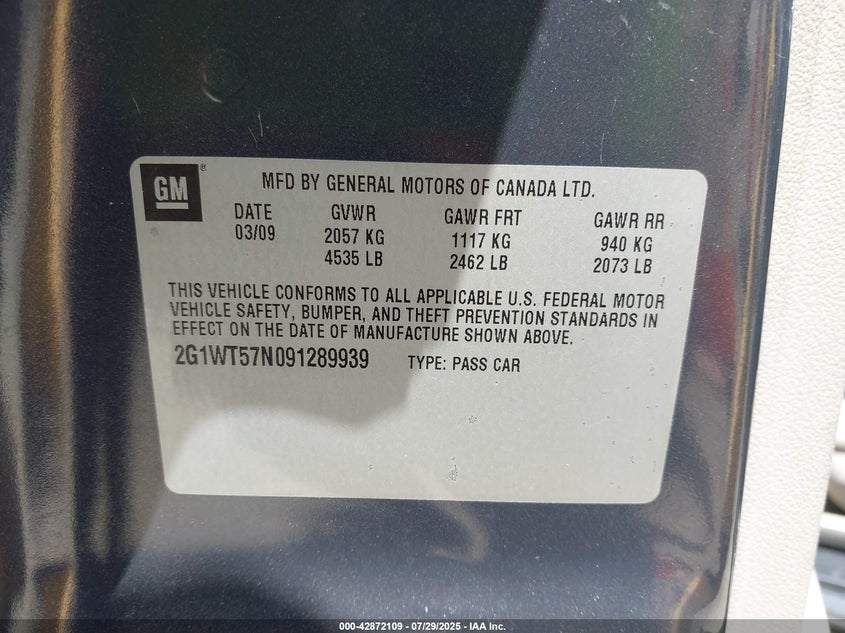 GM
MFD BY GENERAL MOTORS OF CANADA LTD.
DATE GVWR GAWR FRT GAWR RR
03/09 2057 KG 1117 KG 940 KG
4535 LB 2462 LB 2073 LB
THIS VEHICLE CONFORMS TO ALL APPLICABLE U.S. FEDERAL MOTOR
VEHICLE SAFETY, BUMPER, AND THEFT PREVENTION STANDARDS IN
EFFECT ON THE DATE OF MANUFACTURE SHOWN ABOVE.
2G1WT57N091289939 TYPE: PASS CAR
000-42872109 - 07/29/2025 - IAA Inc.